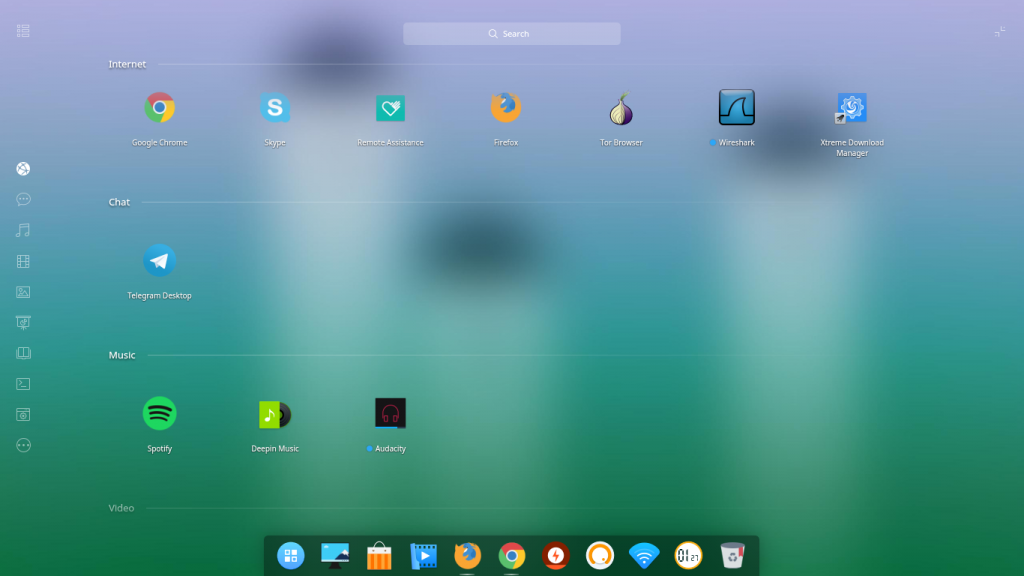 Search
Internet
Google Chrome
Skype
Remote Assistance
Firefox
Tor Browser
Wireshark
Xtreme Download
Manager
Chat
Telegram Desktop
Music
Spotify
Deepin Music
Audacity
Video
01 27